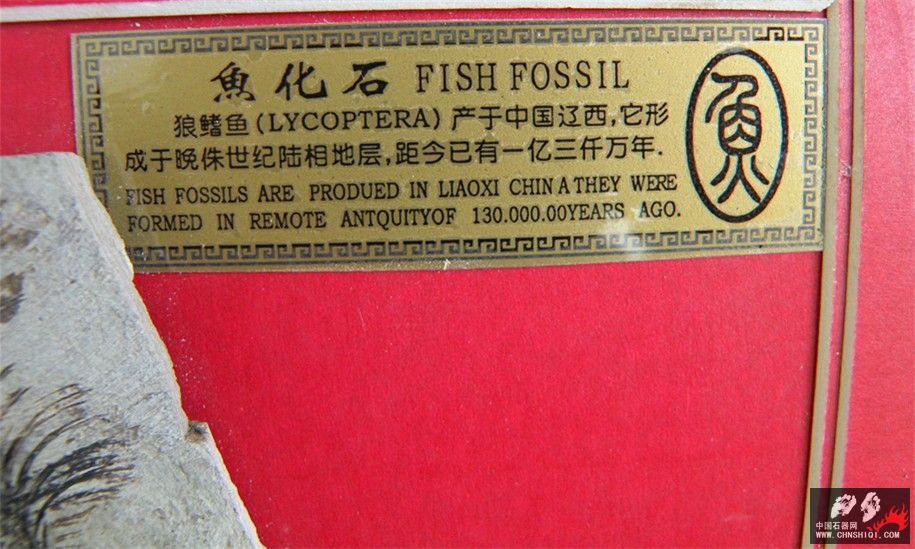 魚化石 FISH FOSSIL
狼鳍鱼(LYCOPTERA)产于中国辽西,它形
成于晚侏世纪陆相地层,距今已有一亿三仟万年.
FISH FOSSILS ARE PRODUED IN LIAOXI CHINA THEY WERE
FORMED IN REMOTE ANTQUITYOF 130.000.00YEARS AGO.
魚
中国石器网
WWW.CHNSHIQI.COM